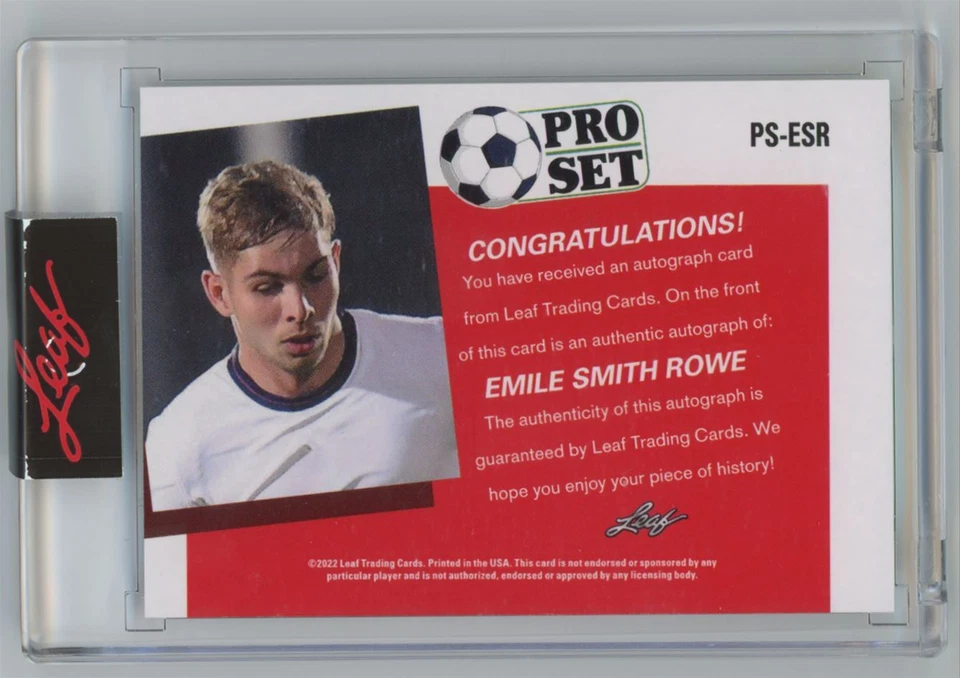 PRO
SET
PS-ESR
CONGRATULATIONS!
You have received an autograph card
from Leaf Trading Cards. On the front
of this card is an authentic autograph of:
EMILE SMITH ROWE
The authenticity of this autograph is
guaranteed by Leaf Trading Cards. We
hope you enjoy your piece of history!
Leaf
©2022 Leaf Trading Cards. Printed in the USA. This card is not endorsed or sponsored by any
particular player and is not authorized, endorsed or approved by any licensing body.
Leaf